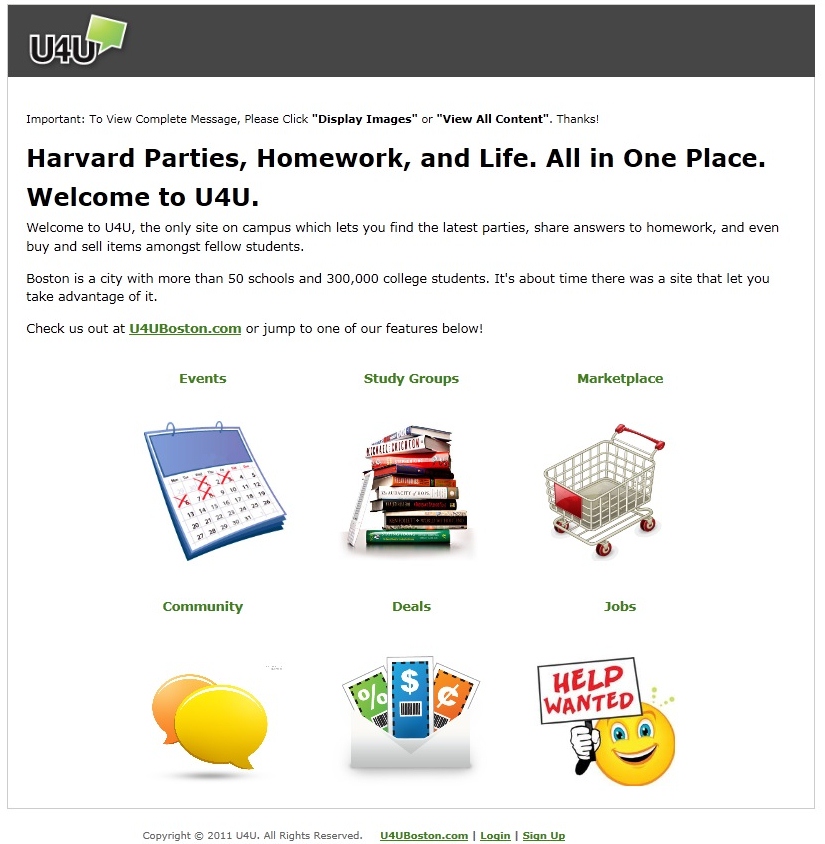 U4U
Important: To View Complete Message, Please Click "Display Images" or "View All Content". Thanks!
Harvard Parties, Homework, and Life. All in One Place.
Welcome to U4U.
Welcome to U4U, the only site on campus which lets you find the latest parties, share answers to homework, and even
buy and sell items amongst fellow students.
Boston is a city with more than 50 schools and 300,000 college students. It's about time there was a site that let you
take advantage of it.
Check us out at U4UBoston.com or jump to one of our features below!
Events Study Groups Marketplace
MICHAEL CRICHTON
AUDACITY of HOPE
Community Deals Jobs
% $ ¢
HELP
WANTED
Copyright © 2011 U4U. All Rights Reserved. U4UBoston.com | Login | Sign Up